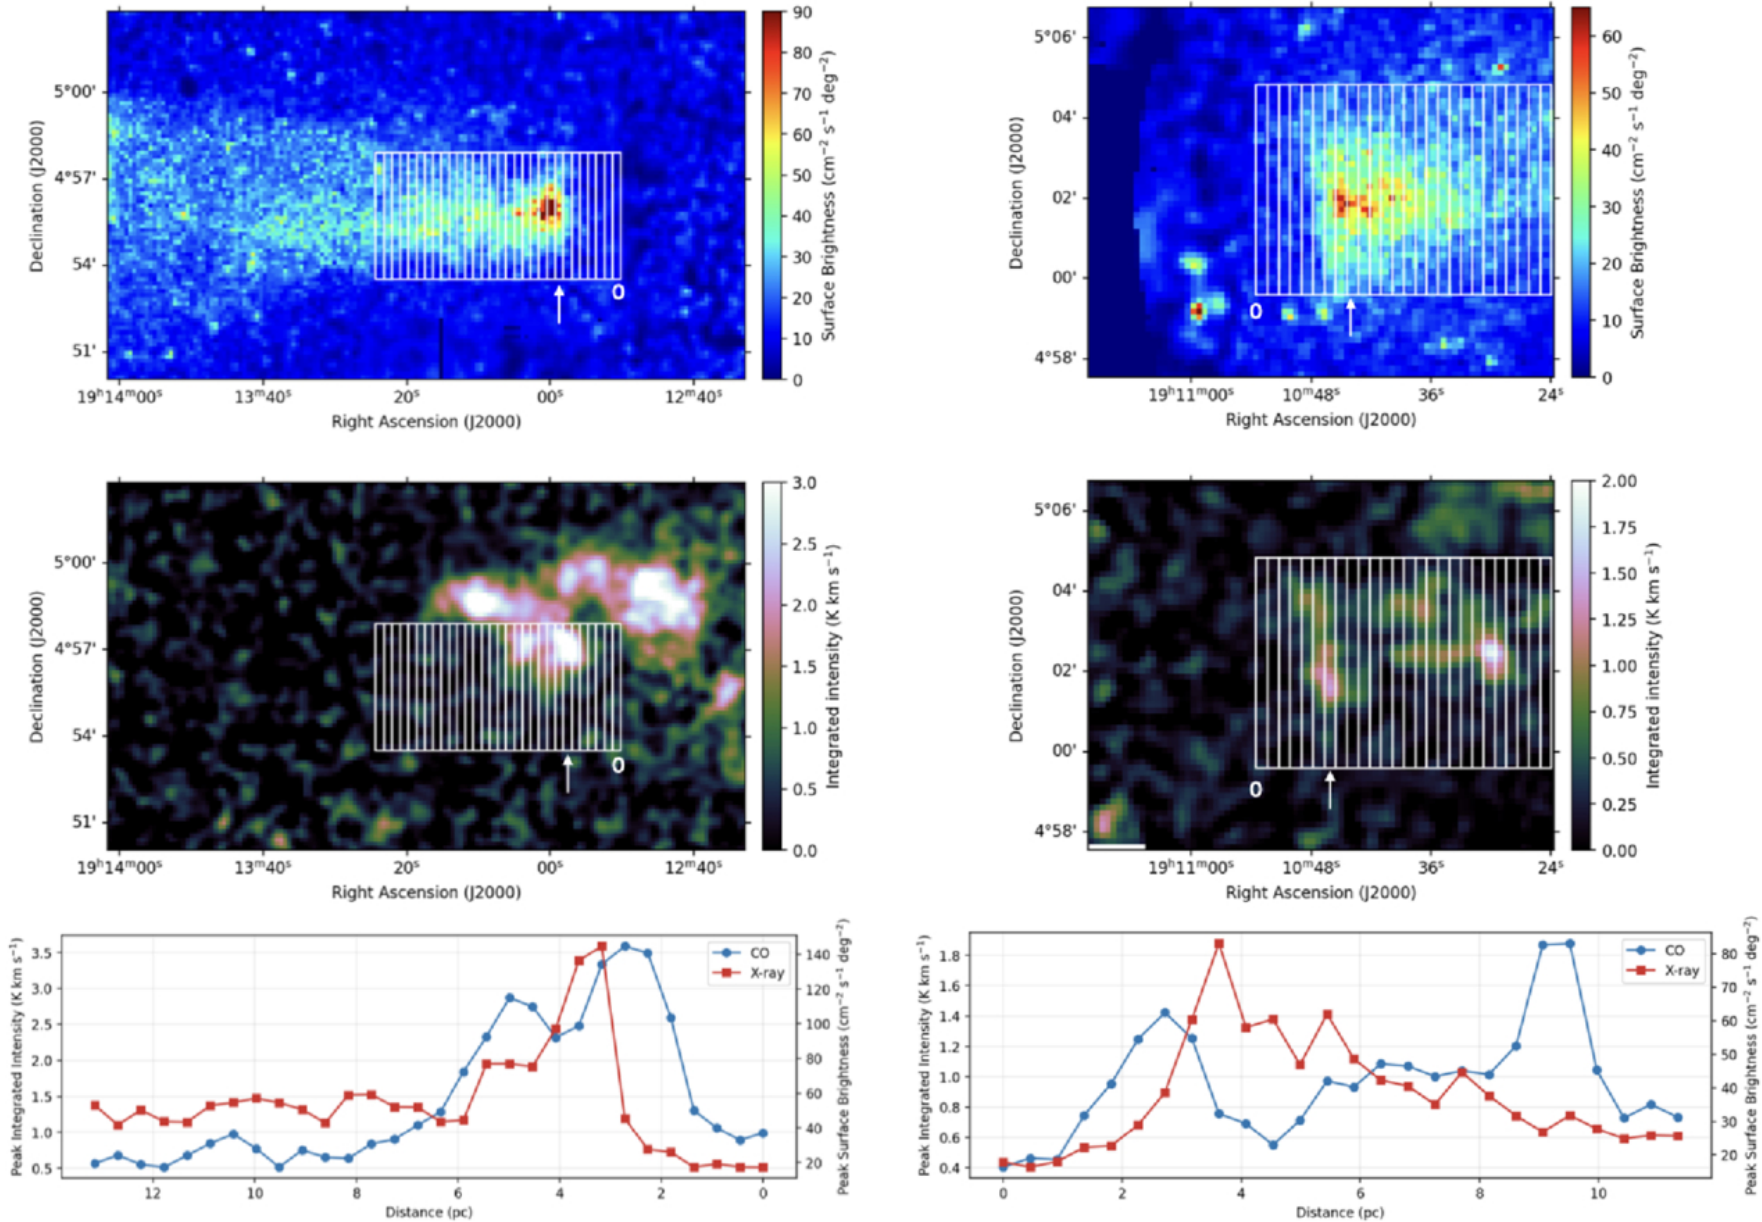 90
80
70
60
50
40
30
20
10
0
Surface Brightness (cm⁻² s⁻¹ deg⁻²)
5°00'
4°57'
54'
51'
Declination (J2000)
0
19ʰ14ᵐ00ˢ
13ᵐ40ˢ
20ˢ
00ˢ
12ᵐ40ˢ
Right Ascension (J2000)
60
50
40
30
20
10
0
Surface Brightness (cm⁻² s⁻¹ deg⁻²)
5°06'
04'
02'
00'
4°58'
Declination (J2000)
0
19ʰ11ᵐ00ˢ
10ᵐ48ˢ
36ˢ
24ˢ
Right Ascension (J2000)
3.0
2.5
2.0
1.5
1.0
0.5
0.0
Integrated intensity (K km s⁻¹)
5°00'
4°57'
54'
51'
Declination (J2000)
0
19ʰ14ᵐ00ˢ
13ᵐ40ˢ
20ˢ
00ˢ
12ᵐ40ˢ
Right Ascension (J2000)
2.00
1.75
1.50
1.25
1.00
0.75
0.50
0.25
0.00
Integrated intensity (K km s⁻¹)
5°06'
04'
02'
00'
4°58'
Declination (J2000)
0
19ʰ11ᵐ00ˢ
10ᵐ48ˢ
36ˢ
24ˢ
Right Ascension (J2000)
Peak Integrated Intensity (K km s⁻¹)
3.5
3.0
2.5
2.0
1.5
1.0
0.5
CO
X-ray
140
120
100
80
60
40
20
Peak Surface Brightness (cm⁻² s⁻¹ deg⁻²)
12
10
8
6
4
2
0
Distance (pc)
Peak Integrated Intensity (K km s⁻¹)
1.8
1.6
1.4
1.2
1.0
0.8
0.6
0.4
CO
X-ray
80
70
60
50
40
30
20
Peak Surface Brightness (cm⁻² s⁻¹ deg⁻²)
0
2
4
6
8
10
Distance (pc)